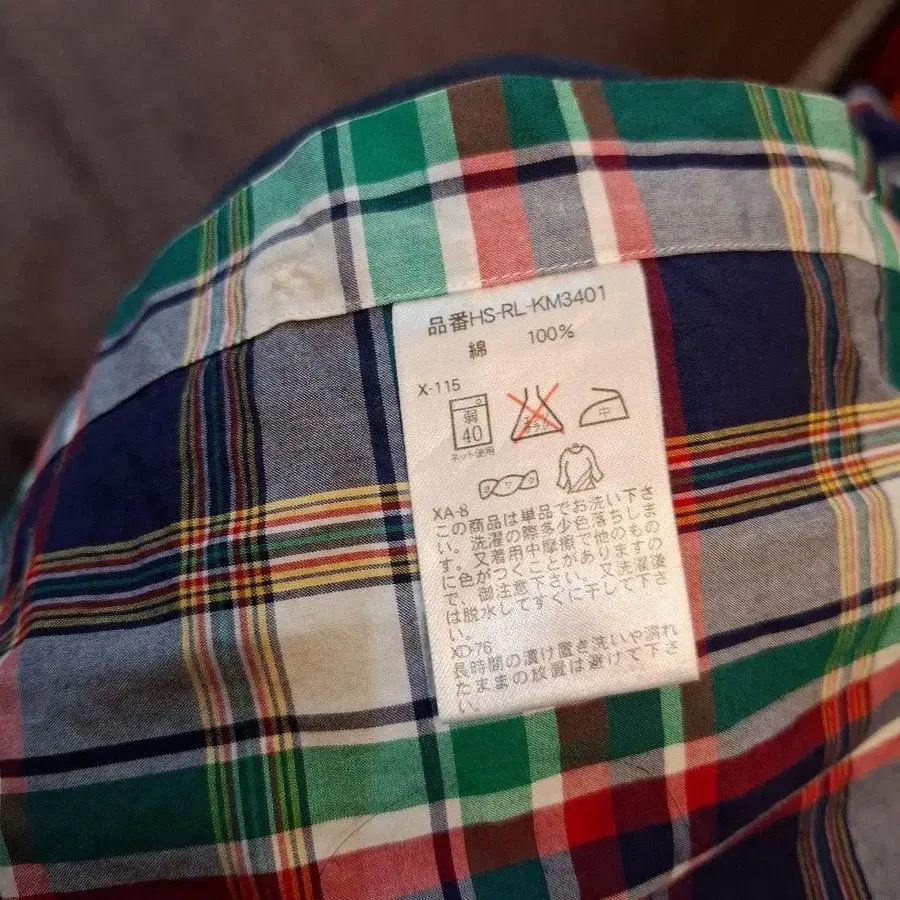 品番HS-RL-KM3401
綿 100%
X-115
弱
40
ネット使用
中
XA-8
この商品は単品でお洗い下さ
い。洗濯の際多少色落ちしま
す。又着用中摩擦で他のもの
に色がつくことがありますの
で、御注意下さい。又洗濯後
は脱水してすぐに干して下さ
い。
XD-76
長時間の漬け置き洗いや濡れ
たままの放置は避けて下さ
い。